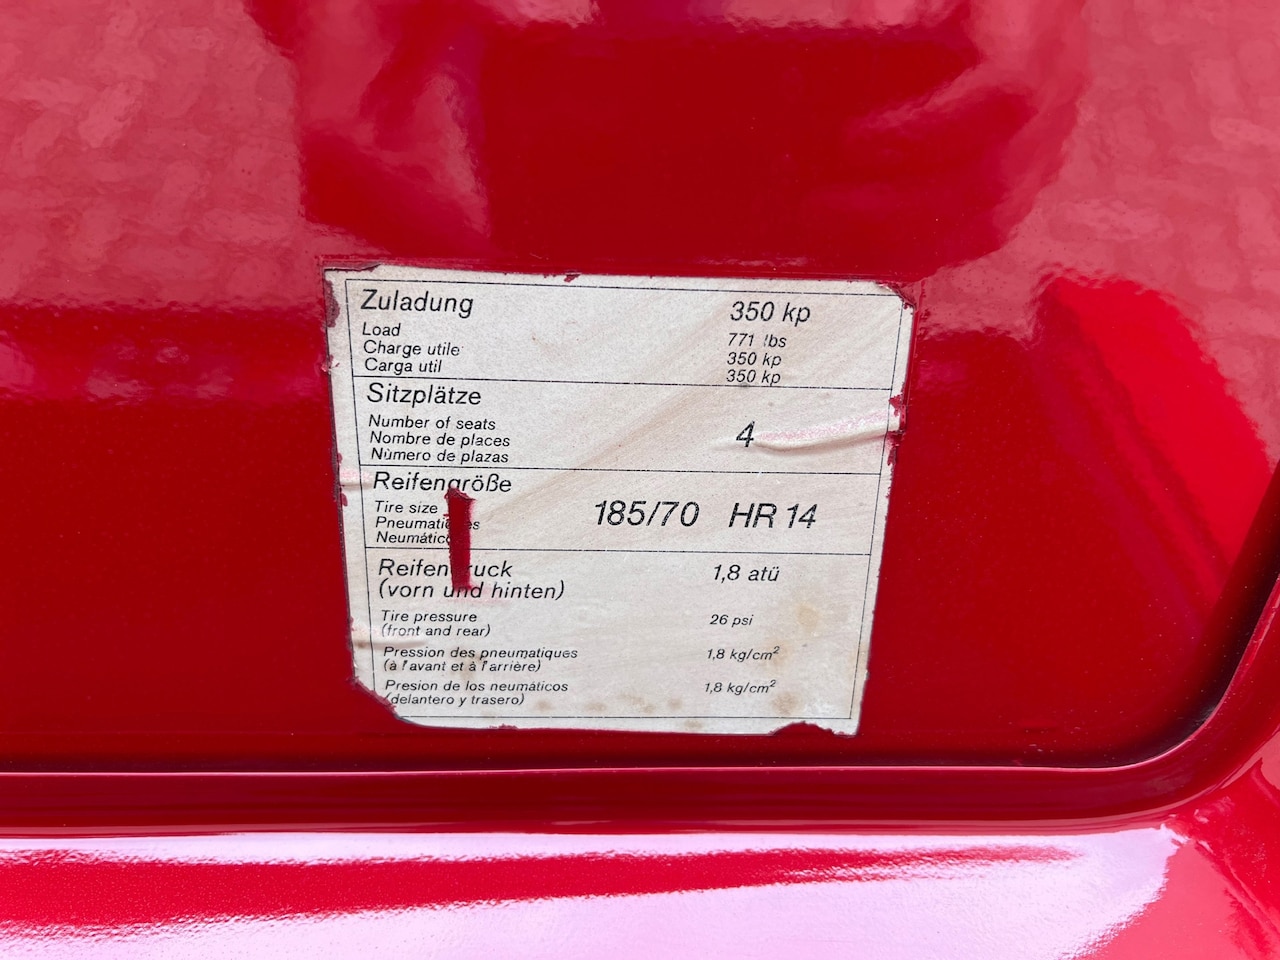 Zuladung 350 kp
Load 771 lbs
Charge utile 350 kp
Carga util 350 kp
Sitzplätze
Number of seats 4
Nombre de places
Número de plazas
Reifengröße
Tire size 185/70 HR 14
Pneumatiques
Neumático
Reifendruck 1,8 atü
(vorn und hinten)
Tire pressure 26 psi
(front and rear)
Pression des pneumatiques 1,8 kg/cm²
(à l'avant et à l'arrière)
Presion de los neumáticos 1,8 kg/cm²
(delantero y trasero)